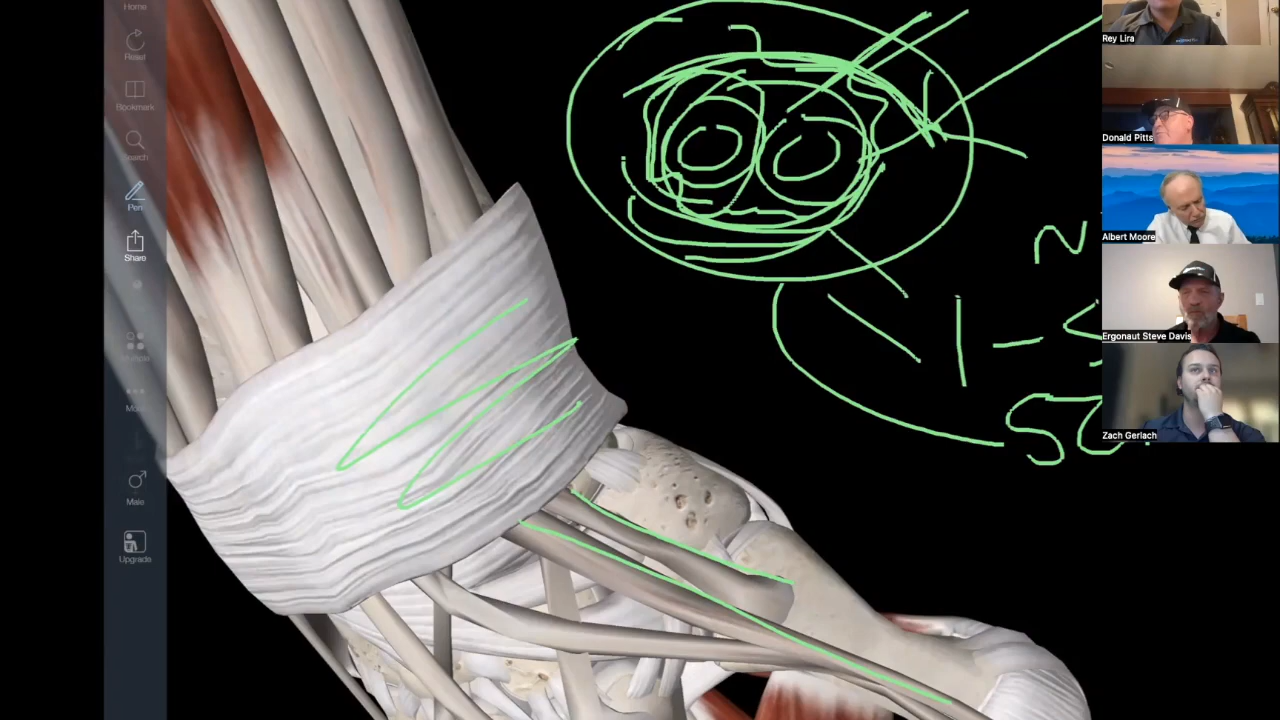 Home
Reset
Bookmark
Search
Pen
Share
Male
Upgrade
Rey Lira
Donald Pitts
Albert Moore
Ergonaut Steve Davis
Zach Gerlach